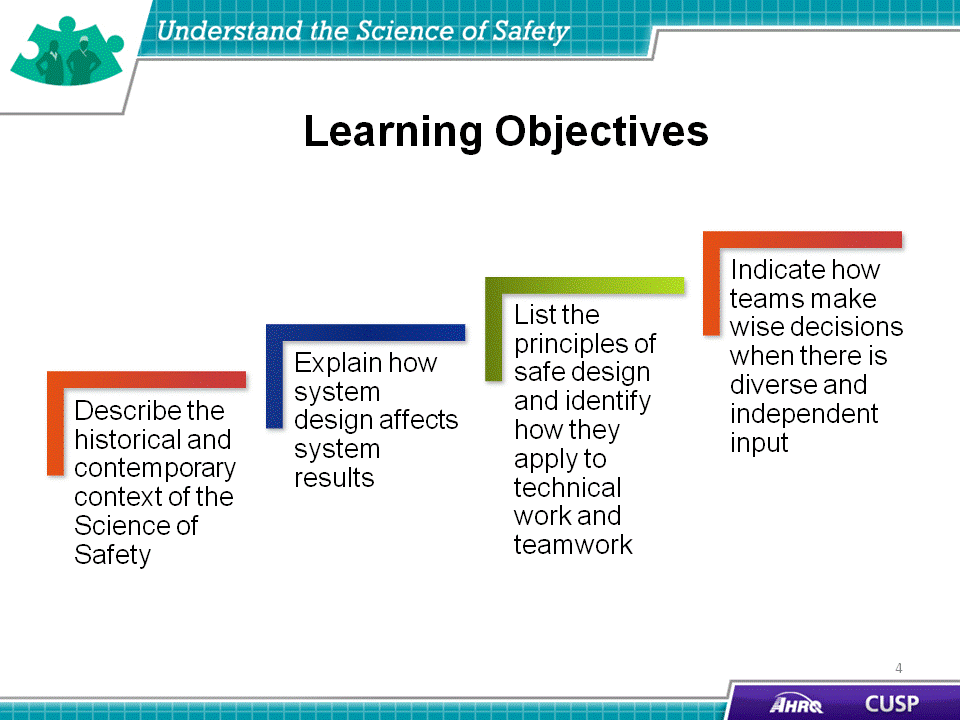 Understand the Science of Safety
Learning Objectives
Describe the
historical and
contemporary
context of the
Science of
Safety
Explain how
system
design affects
system
results
List the
principles of
safe design
and identify
how they
apply to
technical
work and
teamwork
Indicate how
teams make
wise decisions
when there is
diverse and
independent
input
4
AHRQ
CUSP